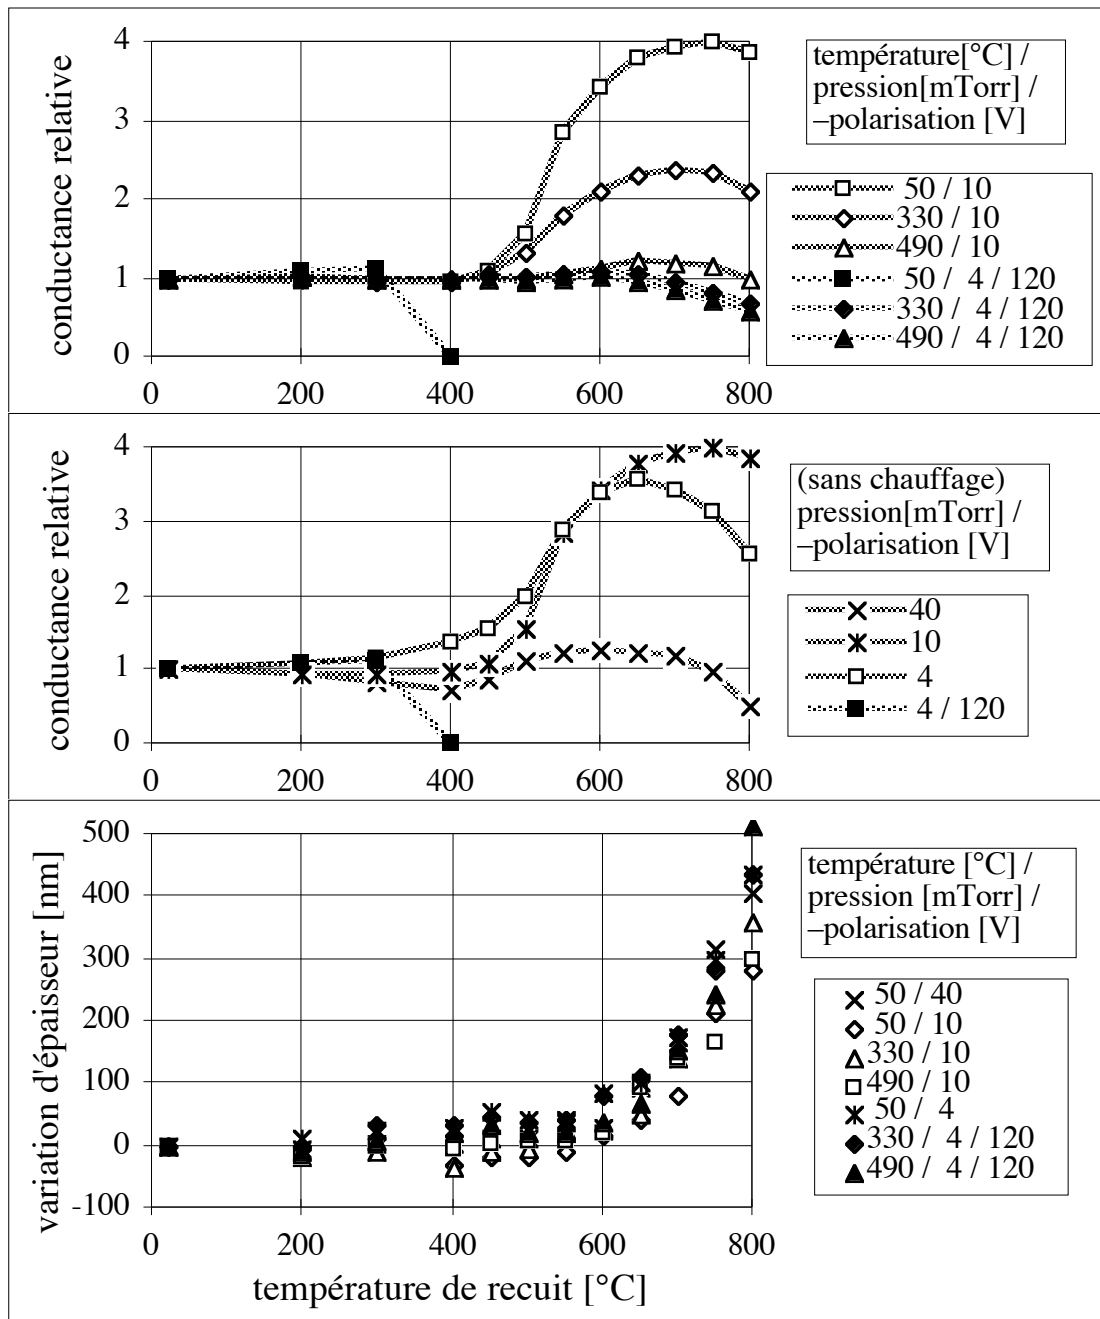 4
3
2
1
0
0 200 400 600 800
conductance relative
température[°C] /
pression[mTorr] /
–polarisation [V]
50 / 10
330 / 10
490 / 10
50 / 4 / 120
330 / 4 / 120
490 / 4 / 120
4
3
2
1
0
0 200 400 600 800
conductance relative
(sans chauffage)
pression[mTorr] /
–polarisation [V]
40
10
4
4 / 120
500
400
300
200
100
0
-100
0 200 400 600 800
variation d'épaisseur [nm]
température de recuit [°C]
température [°C] /
pression [mTorr] /
–polarisation [V]
50 / 40
50 / 10
330 / 10
490 / 10
50 / 4
330 / 4 / 120
490 / 4 / 120